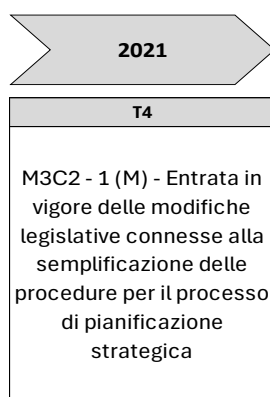 2021
T4
M3C2 - 1 (M) - Entrata in
vigore delle modifiche
legislative connesse alla
semplificazione delle
procedure per il processo
di pianificazione
strategica